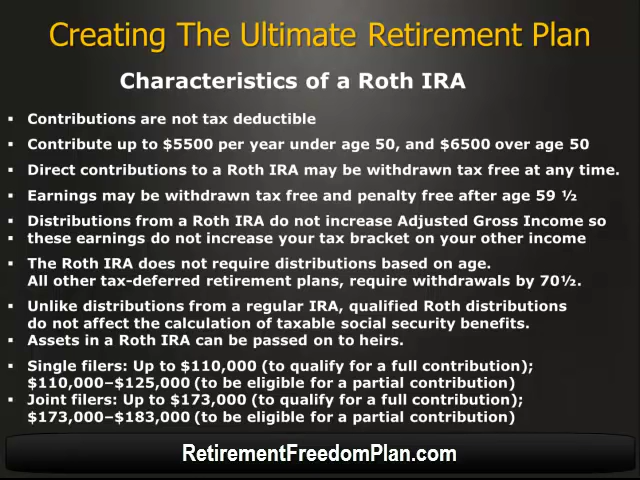 Creating The Ultimate Retirement Plan
Characteristics of a Roth IRA
▪ Contributions are not tax deductible
▪ Contribute up to $5500 per year under age 50, and $6500 over age 50
▪ Direct contributions to a Roth IRA may be withdrawn tax free at any time.
▪ Earnings may be withdrawn tax free and penalty free after age 59 ½
▪ Distributions from a Roth IRA do not increase Adjusted Gross Income so
▪ these earnings do not increase your tax bracket on your other income
▪ The Roth IRA does not require distributions based on age.
All other tax-deferred retirement plans, require withdrawals by 70½.
▪ Unlike distributions from a regular IRA, qualified Roth distributions
do not affect the calculation of taxable social security benefits.
▪ Assets in a Roth IRA can be passed on to heirs.
▪ Single filers: Up to $110,000 (to qualify for a full contribution);
$110,000–$125,000 (to be eligible for a partial contribution)
▪ Joint filers: Up to $173,000 (to qualify for a full contribution);
$173,000–$183,000 (to be eligible for a partial contribution)
RetirementFreedomPlan.com